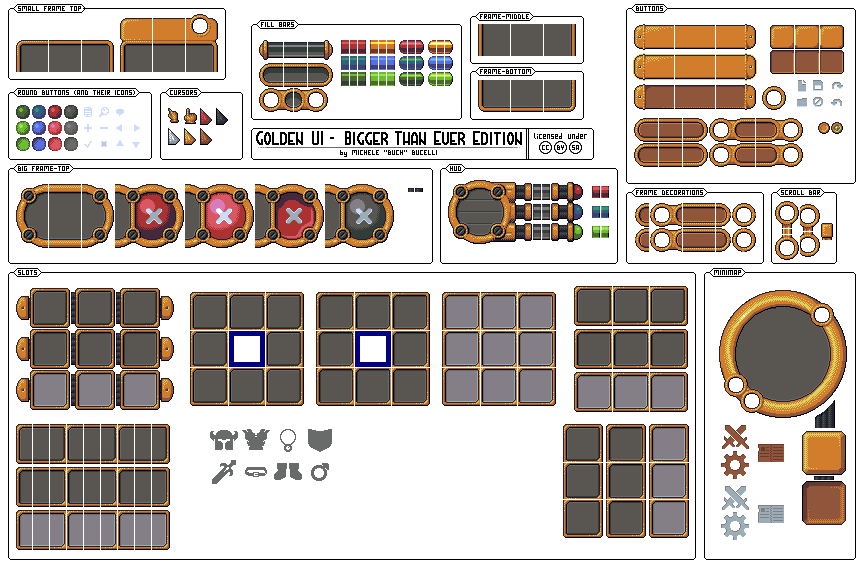 SMALL FRAME TOP
FILL BARS
FRAME-MIDDLE
BUTTONS
FRAME-BOTTOM
ROUND BUTTONS (AND THEIR ICONS)
CURSORS
GOLDEN UI - BIGGER THAN EVER EDITION
by MICHELE "BUCH" BUCELLI
licensed under
CC BY SA
BIG FRAME-TOP
HUD
FRAME DECORATIONS
SCROLL BAR
SLOTS
MINIMAP